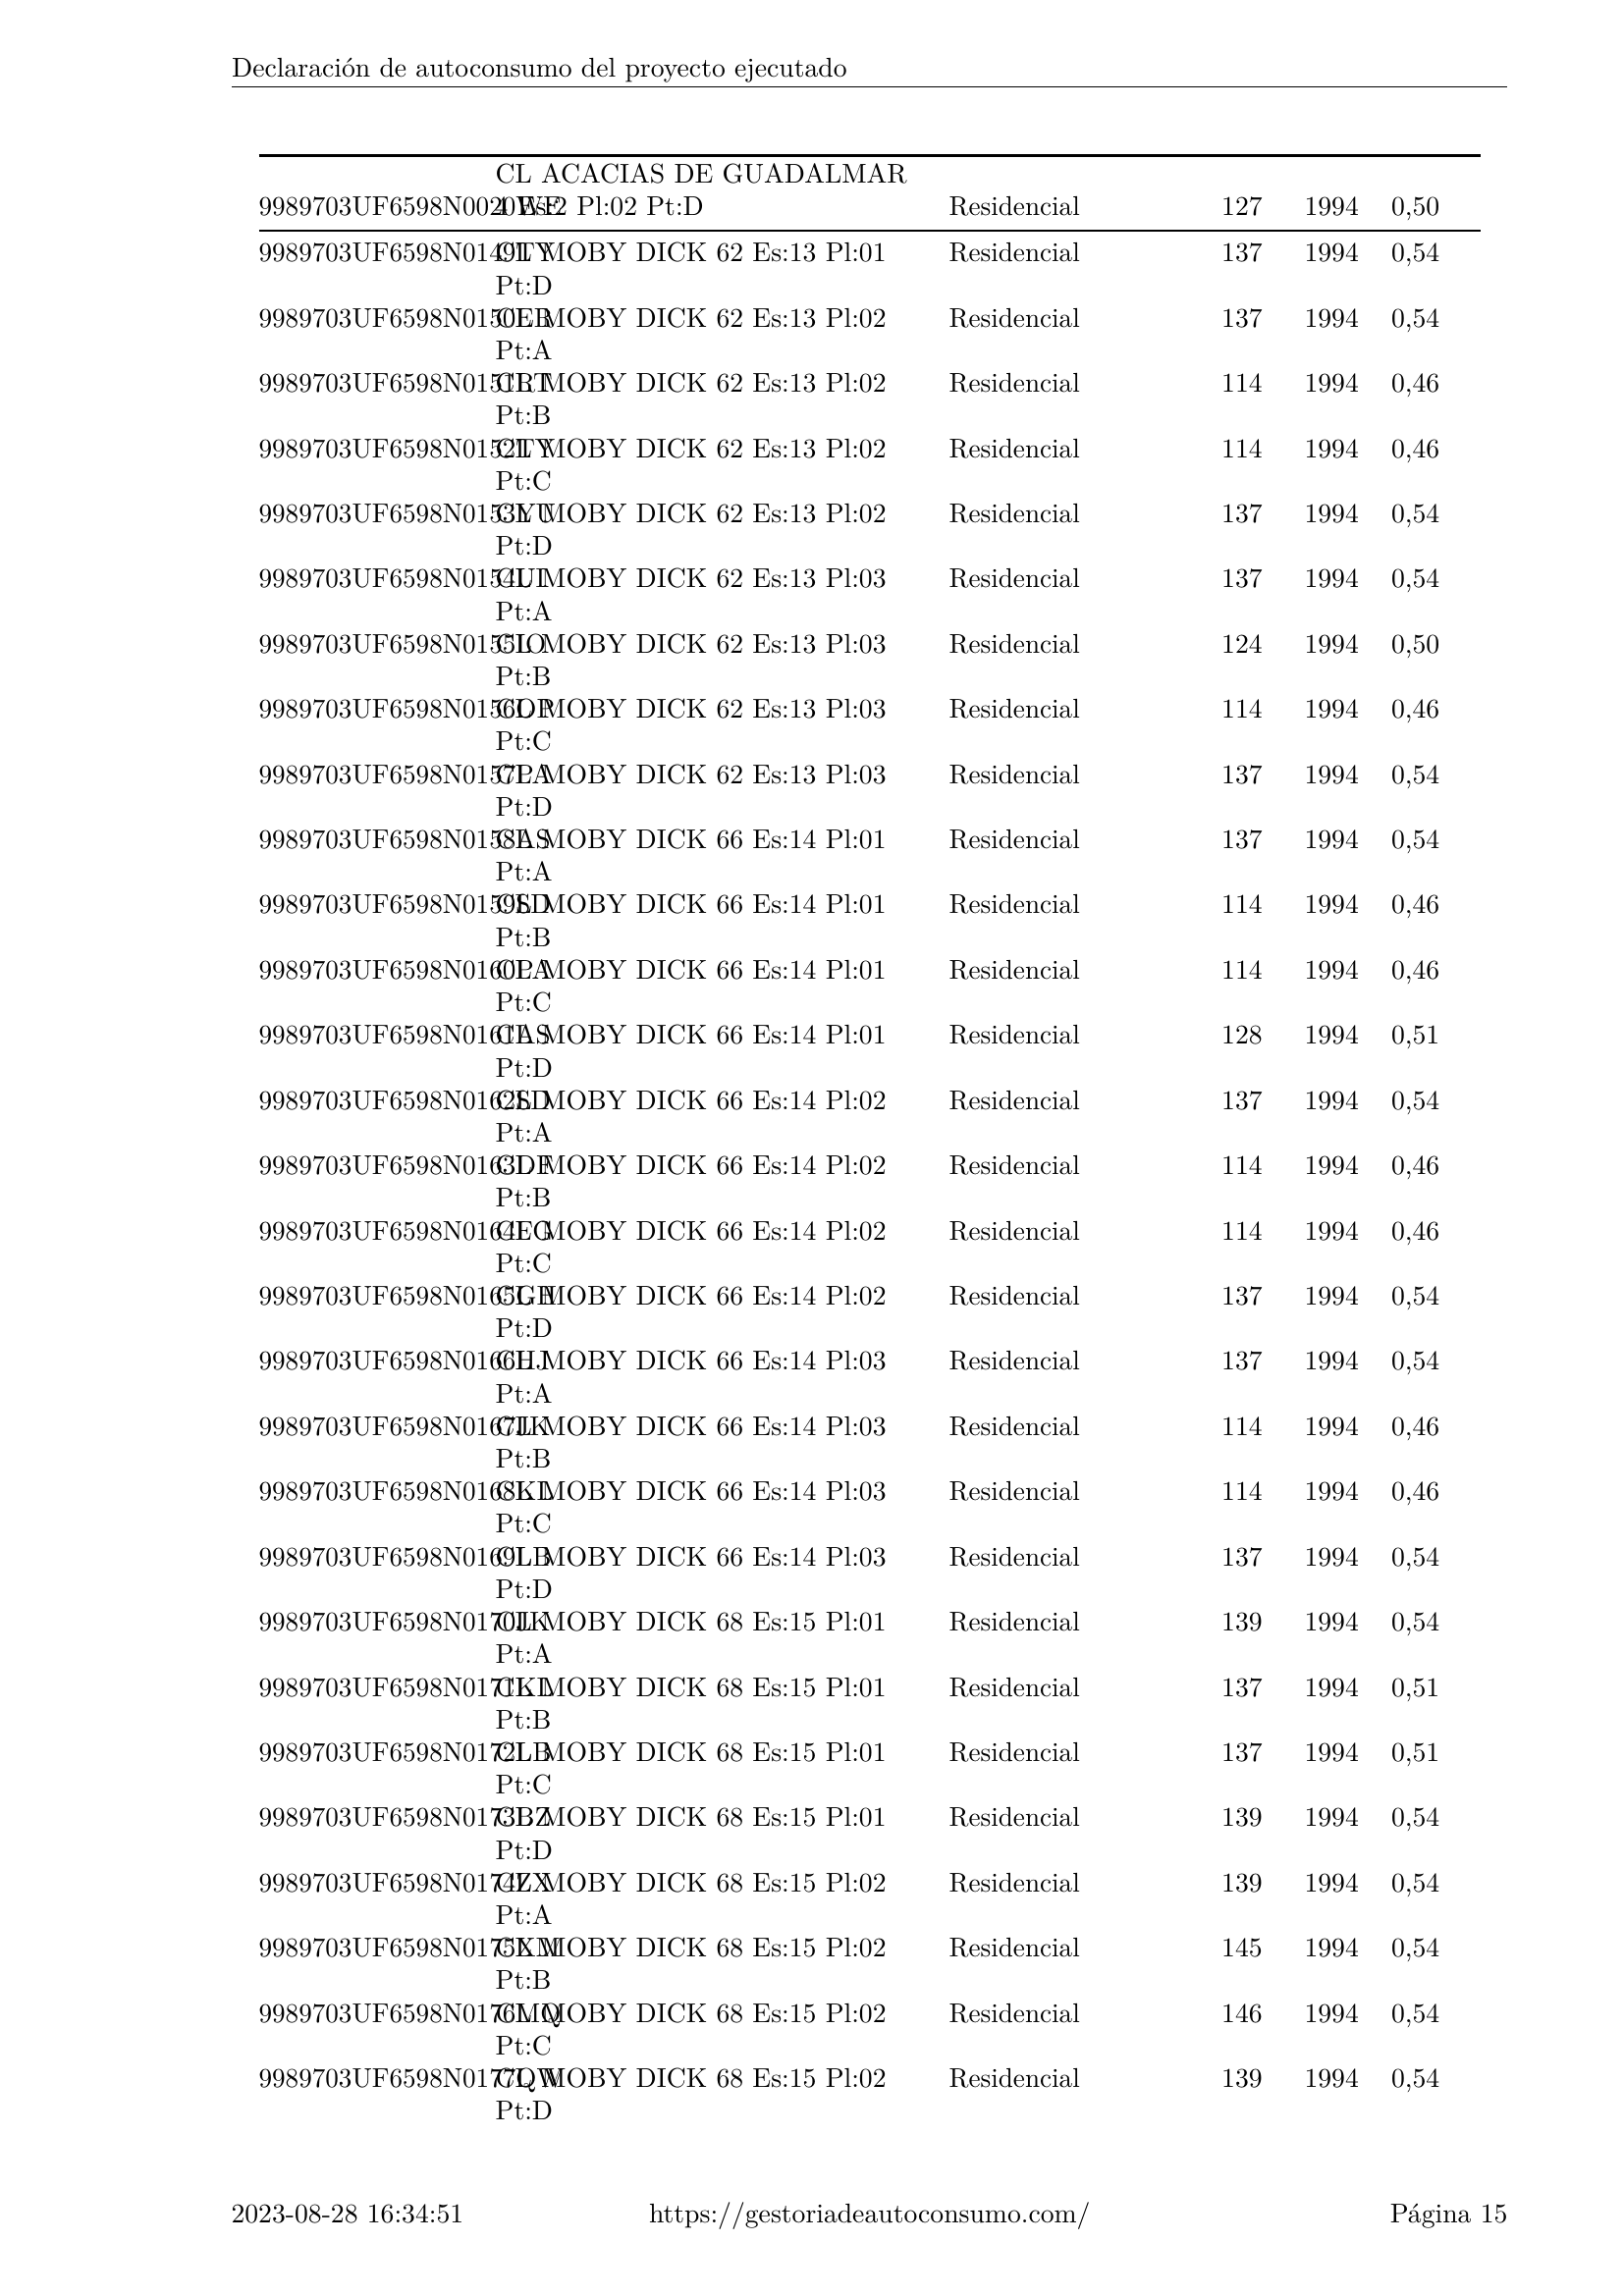 Declaración de autoconsumo del proyecto ejecutado
CL ACACIAS DE GUADALMAR
9989703UF6598N0020WE 4 Es:2 Pl:02 Pt:D Residencial 127 1994 0,50
9989703UF6598N0149TY CL MOBY DICK 62 Es:13 Pl:01 Residencial 137 1994 0,54
Pt:D
9989703UF6598N0150ER CL MOBY DICK 62 Es:13 Pl:02 Residencial 137 1994 0,54
Pt:A
9989703UF6598N0151RT CL MOBY DICK 62 Es:13 Pl:02 Residencial 114 1994 0,46
Pt:B
9989703UF6598N0152TY CL MOBY DICK 62 Es:13 Pl:02 Residencial 114 1994 0,46
Pt:C
9989703UF6598N0153YU CL MOBY DICK 62 Es:13 Pl:02 Residencial 137 1994 0,54
Pt:D
9989703UF6598N0154UI CL MOBY DICK 62 Es:13 Pl:03 Residencial 137 1994 0,54
Pt:A
9989703UF6598N0155IO CL MOBY DICK 62 Es:13 Pl:03 Residencial 124 1994 0,50
Pt:B
9989703UF6598N0156OP CL MOBY DICK 62 Es:13 Pl:03 Residencial 114 1994 0,46
Pt:C
9989703UF6598N0157PA CL MOBY DICK 62 Es:13 Pl:03 Residencial 137 1994 0,54
Pt:D
9989703UF6598N0158AS CL MOBY DICK 66 Es:14 Pl:01 Residencial 137 1994 0,54
Pt:A
9989703UF6598N0159SD CL MOBY DICK 66 Es:14 Pl:01 Residencial 114 1994 0,46
Pt:B
9989703UF6598N0160PA CL MOBY DICK 66 Es:14 Pl:01 Residencial 114 1994 0,46
Pt:C
9989703UF6598N0161AS CL MOBY DICK 66 Es:14 Pl:01 Residencial 128 1994 0,51
Pt:D
9989703UF6598N0162SD CL MOBY DICK 66 Es:14 Pl:02 Residencial 137 1994 0,54
Pt:A
9989703UF6598N0163DF CL MOBY DICK 66 Es:14 Pl:02 Residencial 114 1994 0,46
Pt:B
9989703UF6598N0164FG CL MOBY DICK 66 Es:14 Pl:02 Residencial 114 1994 0,46
Pt:C
9989703UF6598N0165GH CL MOBY DICK 66 Es:14 Pl:02 Residencial 137 1994 0,54
Pt:D
9989703UF6598N0166HJ CL MOBY DICK 66 Es:14 Pl:03 Residencial 137 1994 0,54
Pt:A
9989703UF6598N0167JK CL MOBY DICK 66 Es:14 Pl:03 Residencial 114 1994 0,46
Pt:B
9989703UF6598N0168KL CL MOBY DICK 66 Es:14 Pl:03 Residencial 114 1994 0,46
Pt:C
9989703UF6598N0169LB CL MOBY DICK 66 Es:14 Pl:03 Residencial 137 1994 0,54
Pt:D
9989703UF6598N0170JK CL MOBY DICK 68 Es:15 Pl:01 Residencial 139 1994 0,54
Pt:A
9989703UF6598N0171KL CL MOBY DICK 68 Es:15 Pl:01 Residencial 137 1994 0,51
Pt:B
9989703UF6598N0172LB CL MOBY DICK 68 Es:15 Pl:01 Residencial 137 1994 0,51
Pt:C
9989703UF6598N0173BZ CL MOBY DICK 68 Es:15 Pl:01 Residencial 139 1994 0,54
Pt:D
9989703UF6598N0174ZX CL MOBY DICK 68 Es:15 Pl:02 Residencial 139 1994 0,54
Pt:A
9989703UF6598N0175XM CL MOBY DICK 68 Es:15 Pl:02 Residencial 145 1994 0,54
Pt:B
9989703UF6598N0176MQ CL MOBY DICK 68 Es:15 Pl:02 Residencial 146 1994 0,54
Pt:C
9989703UF6598N0177QW CL MOBY DICK 68 Es:15 Pl:02 Residencial 139 1994 0,54
Pt:D
2023-08-28 16:34:51 https://gestoriadeautoconsumo.com/ Página 15